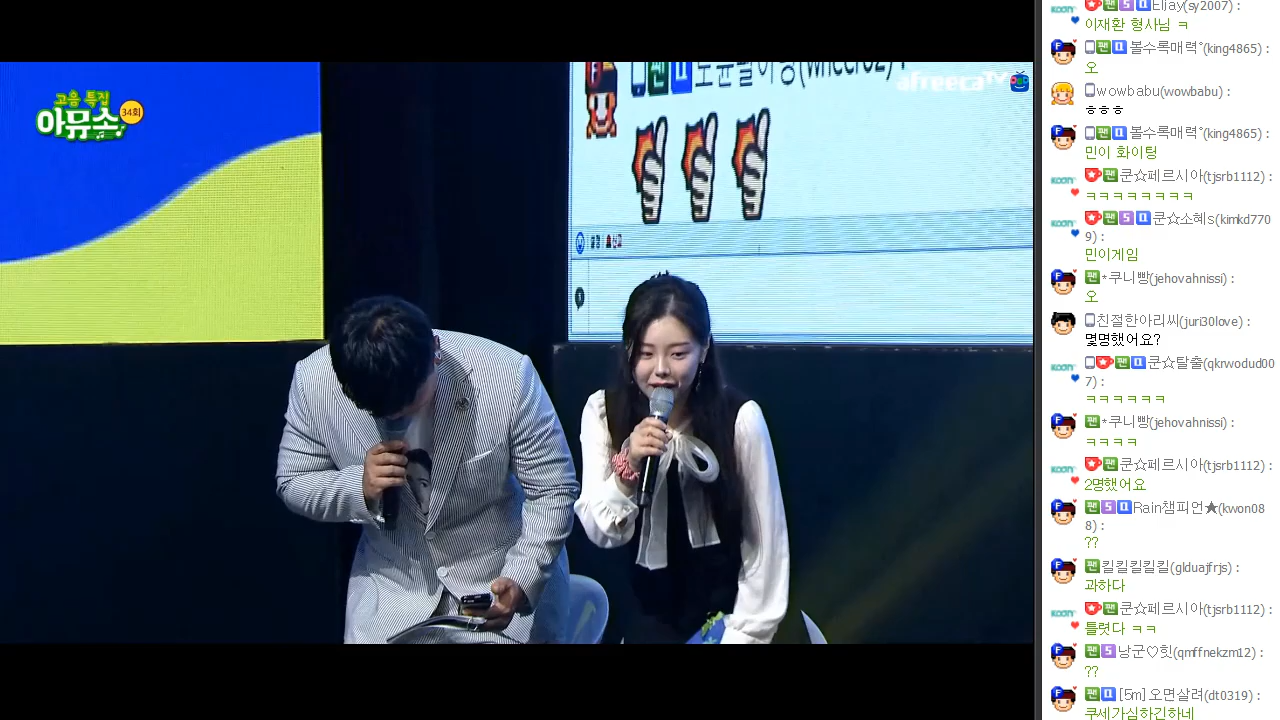 고음 특집
아뮤소!
34회
afreecaTV
Eljay(sy2007) :
이재환 형사님 ㅋ
볼수록매력˚(king4865) :
오
wowbabu(wowbabu) :
ㅎㅎㅎ
볼수록매력˚(king4865) :
민이 화이팅
쿤☆페르시아(tjsrb1112) :
ㅋㅋㅋㅋㅋㅋㅋㅋ
쿤☆소혜s(kimkd770
9) :
민이게임
*쿠니빵(jehovahnissi) :
오
친절한아리씨(juri30love) :
몇명했어요?
쿤☆탈출(qkrwodud00
7) :
ㅋㅋㅋㅋㅋㅋ
*쿠니빵(jehovahnissi) :
ㅋㅋㅋㅋ
쿤☆페르시아(tjsrb1112) :
2명했어요
Rain챔피언★(kwon08
8) :
??
킬킬킬킬킬(glduajfrjs) :
과하다
쿤☆페르시아(tjsrb1112) :
틀렷다 ㅋㅋ
낭군♡힛(qmffnekzm12) :
??
[5m]오면살려(dt0319) :
쿠세가심하긴하네